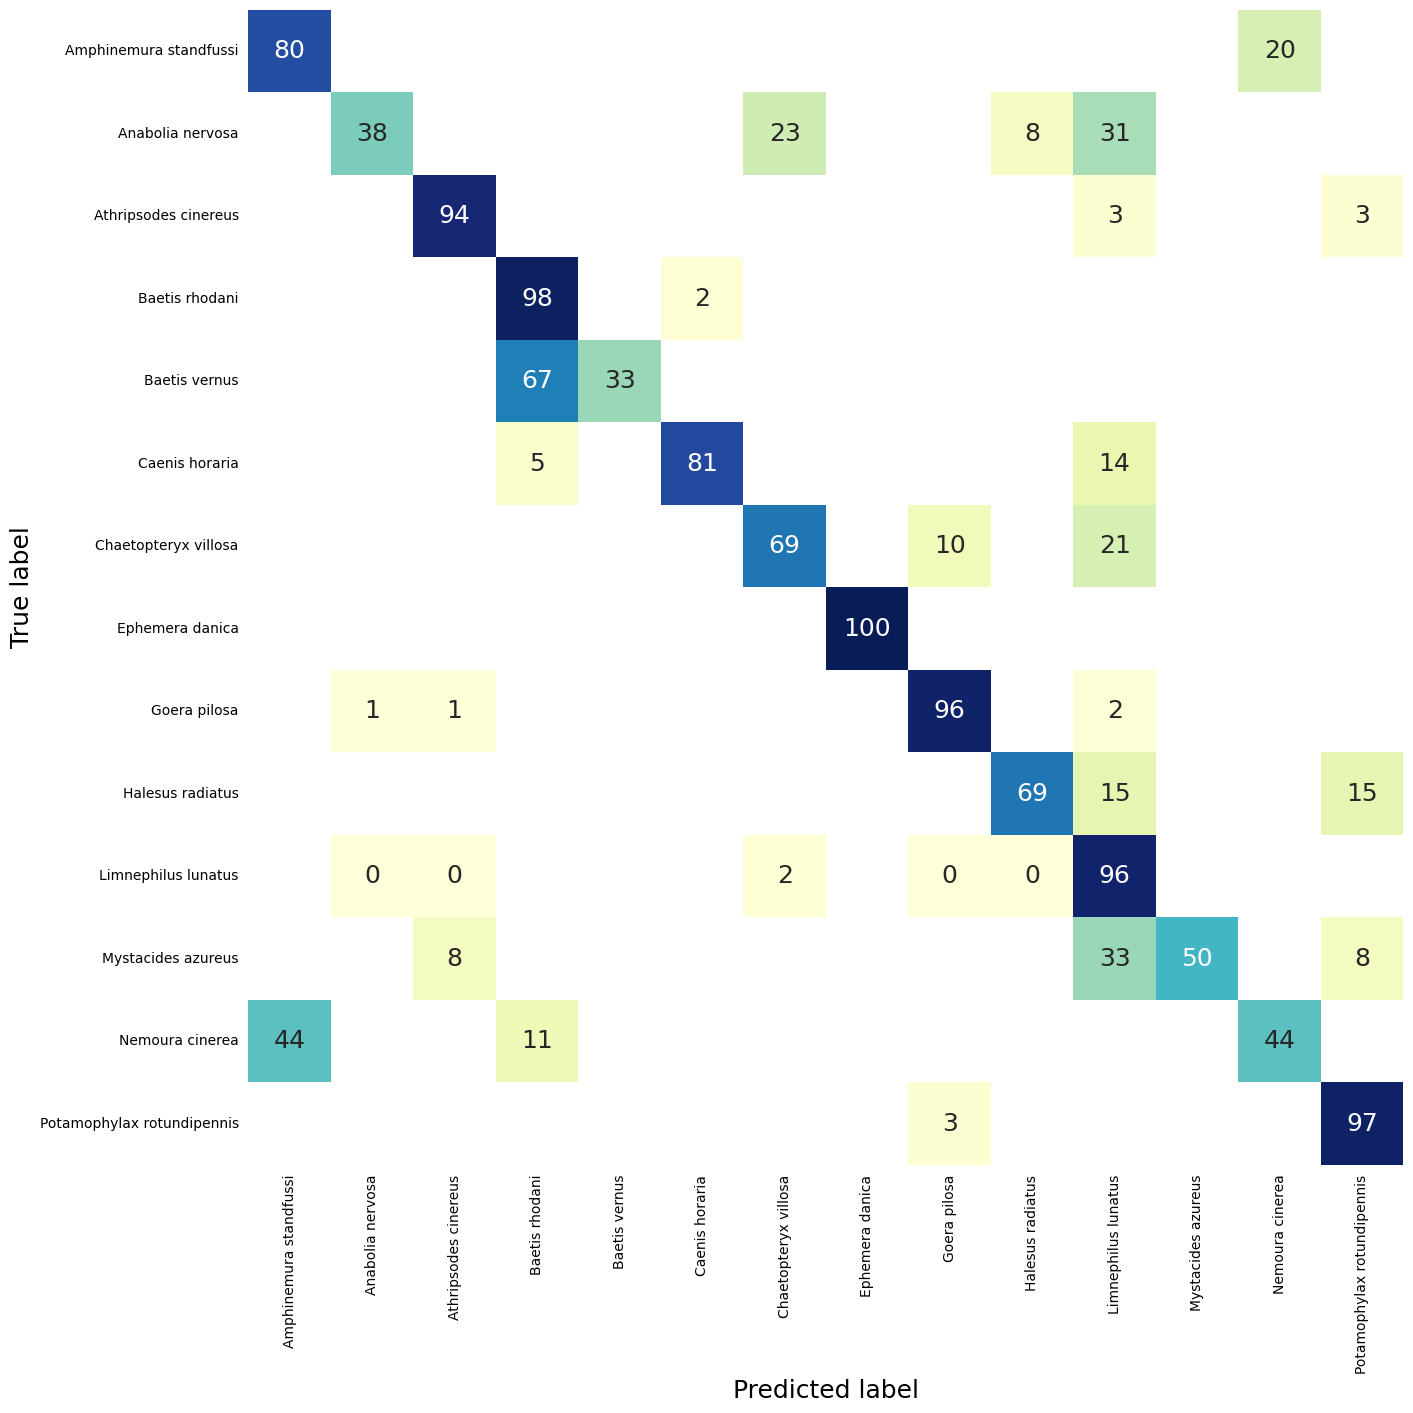 Amphinemura standfussi 80 20
Anabolia nervosa 38 23 8 31
Athripsodes cinereus 94 3 3
Baetis rhodani 98 2
Baetis vernus 67 33
Caenis horaria 5 81 14
Chaetopteryx villosa 69 10 21
Ephemera danica 100
Goera pilosa 1 1 96 2
Halesus radiatus 69 15 15
Limnephilus lunatus 0 0 2 0 0 96
Mystacides azureus 8 33 50 8
Nemoura cinerea 44 11 44
Potamophylax rotundipennis 3 97
True label
Amphinemura standfussi
Anabolia nervosa
Athripsodes cinereus
Baetis rhodani
Baetis vernus
Caenis horaria
Chaetopteryx villosa
Ephemera danica
Goera pilosa
Halesus radiatus
Limnephilus lunatus
Mystacides azureus
Nemoura cinerea
Potamophylax rotundipennis
Predicted label